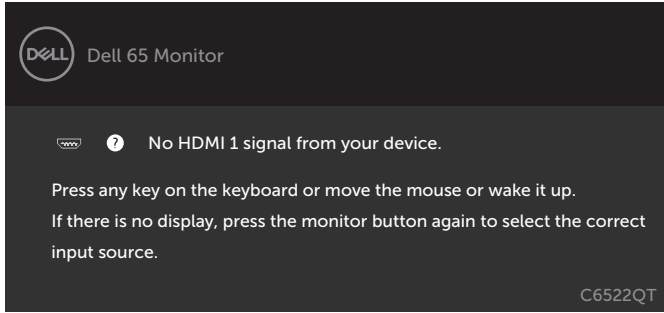 DELL Dell 65 Monitor
? No HDMI 1 signal from your device.
Press any key on the keyboard or move the mouse or wake it up.
If there is no display, press the monitor button again to select the correct
input source.
C6522QT